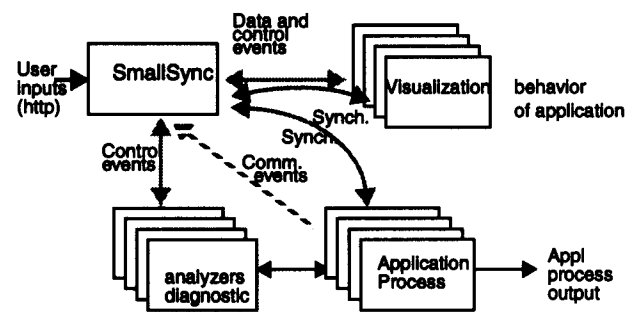 Data and
control
events
User
inputs
(http)
SmallSync
Visualization
behavior
of application
Synch.
Synch.
Control
events
Comm.
events
analyzers
diagnostic
Application
Process
Appl
process
output